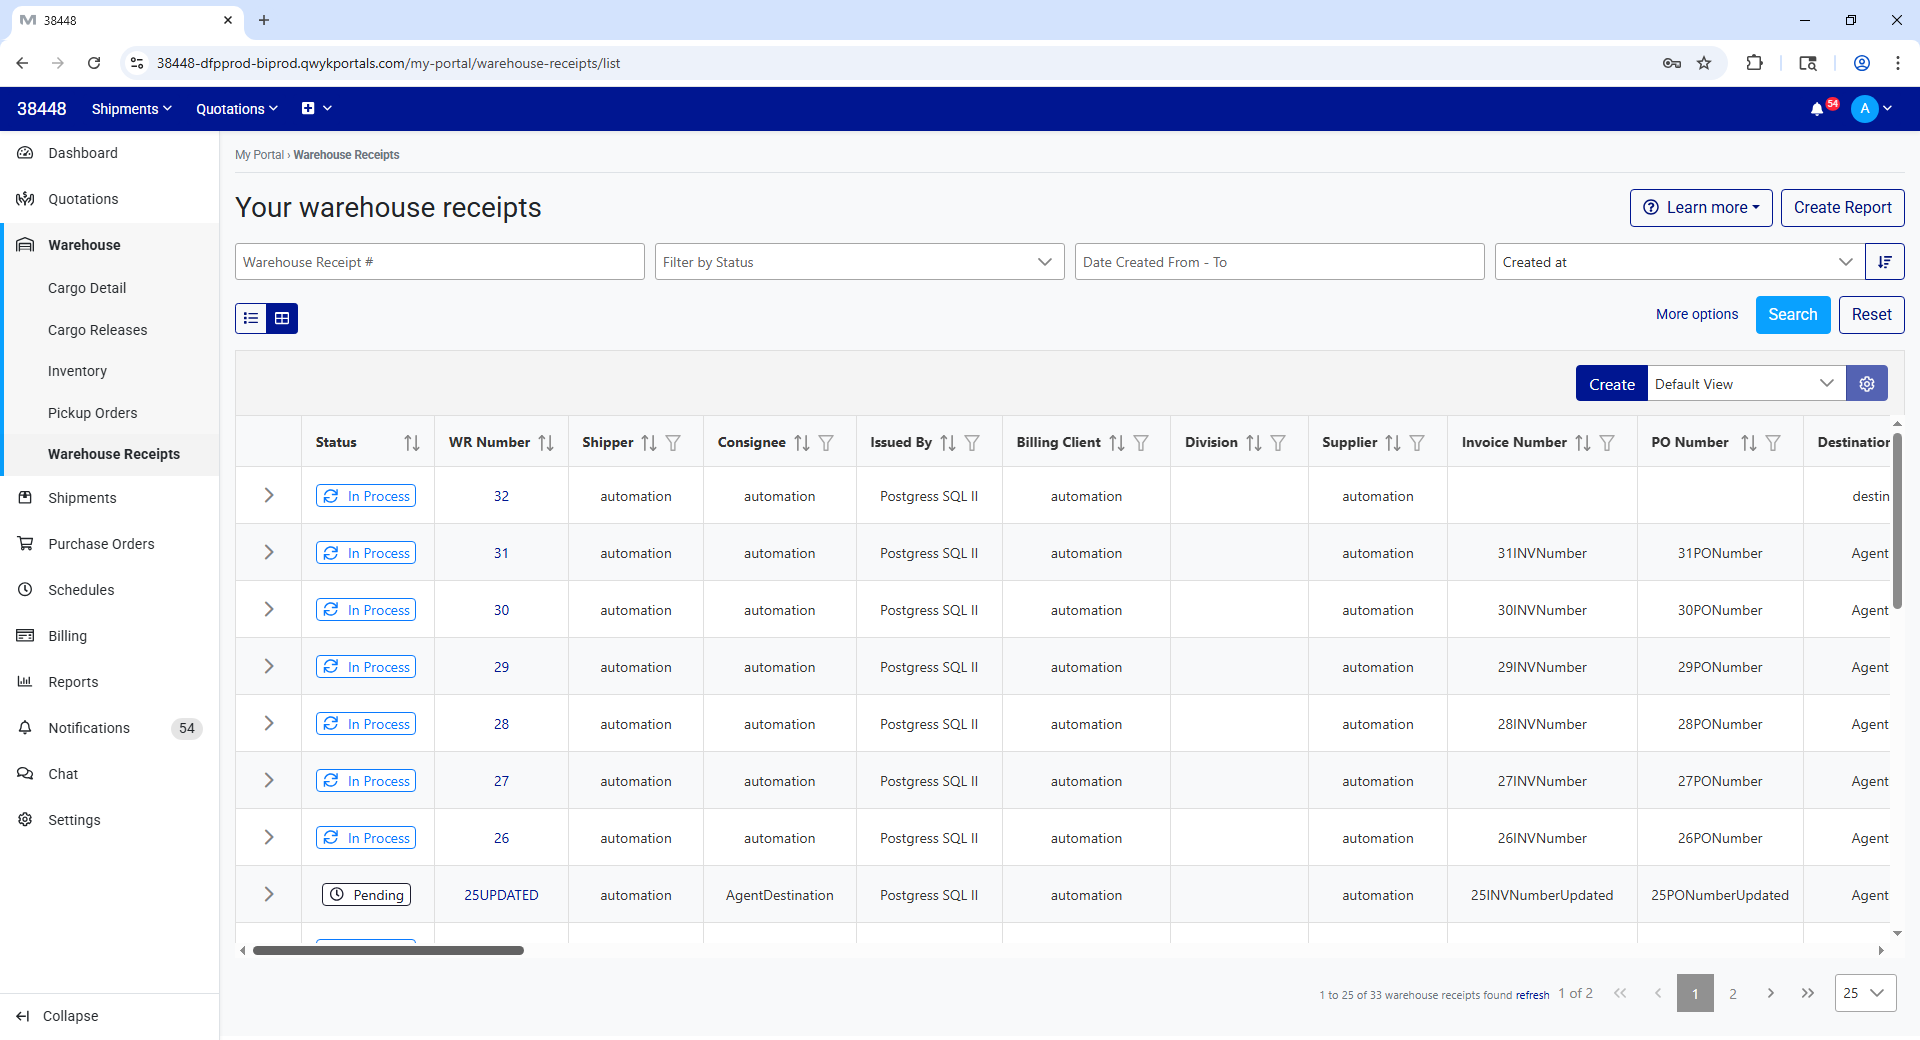 38448
38448-dfpprod-biprod.qwykportals.com/my-portal/warehouse-receipts/list
38448 Shipments Quotations 54 A
Dashboard
Quotations
Warehouse
Cargo Detail
Cargo Releases
Inventory
Pickup Orders
Warehouse Receipts
Shipments
Purchase Orders
Schedules
Billing
Reports
Notifications 54
Chat
Settings
Collapse
My Portal › Warehouse Receipts
Your warehouse receipts
Learn more Create Report
Warehouse Receipt # Filter by Status Date Created From - To Created at
More options Search Reset
Create Default View
Status WR Number Shipper Consignee Issued By Billing Client Division Supplier Invoice Number PO Number Destination
In Process 32 automation automation Postgress SQL II automation automation destin
In Process 31 automation automation Postgress SQL II automation automation 31INVNumber 31PONumber Agent
In Process 30 automation automation Postgress SQL II automation automation 30INVNumber 30PONumber Agent
In Process 29 automation automation Postgress SQL II automation automation 29INVNumber 29PONumber Agent
In Process 28 automation automation Postgress SQL II automation automation 28INVNumber 28PONumber Agent
In Process 27 automation automation Postgress SQL II automation automation 27INVNumber 27PONumber Agent
In Process 26 automation automation Postgress SQL II automation automation 26INVNumber 26PONumber Agent
Pending 25UPDATED automation AgentDestination Postgress SQL II automation automation 25INVNumberUpdated 25PONumberUpdated Agent
1 to 25 of 33 warehouse receipts found refresh 1 of 2 1 2 25